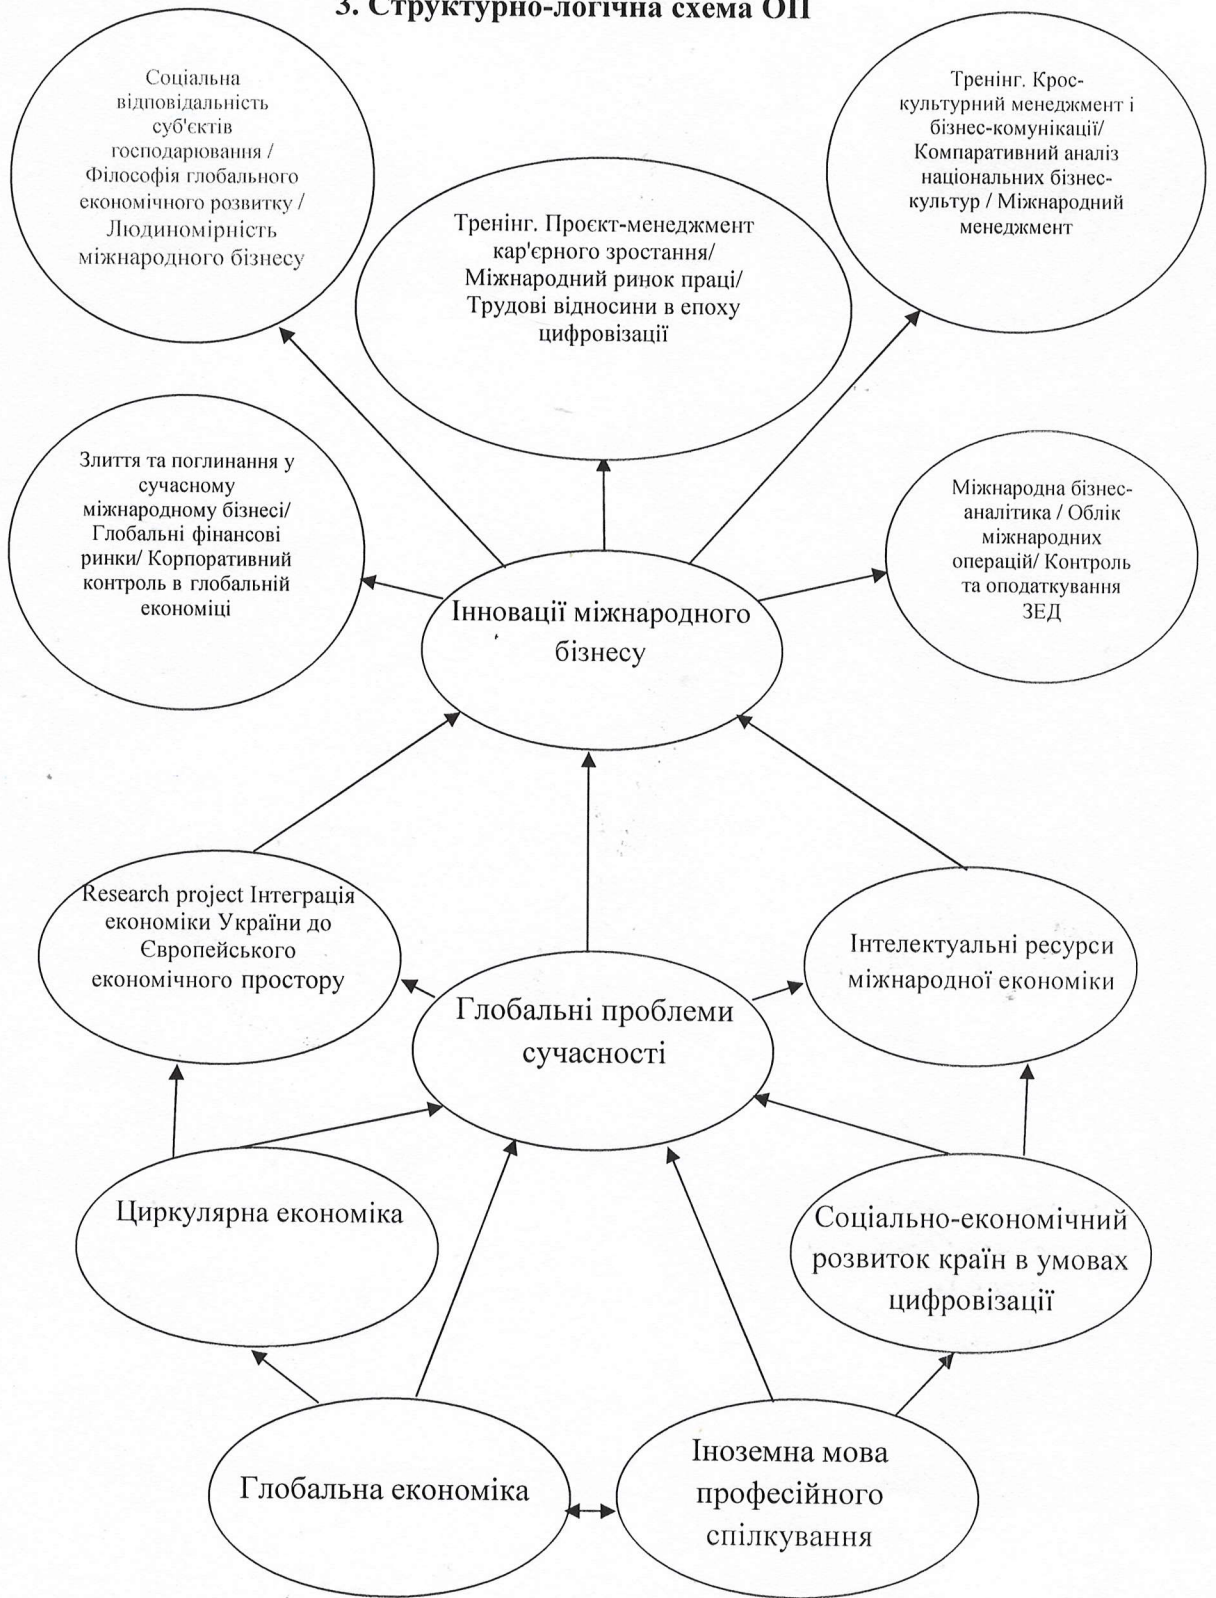 3. Структурно-логічна схема ОП
Соціальна
відповідальність
суб'єктів
господарювання /
Філософія глобального
економічного розвитку /
Людиномірність
міжнародного бізнесу
Тренінг. Проєкт-менеджмент
кар'єрного зростання/
Міжнародний ринок праці/
Трудові відносини в епоху
цифровізації
Тренінг. Крос-
культурний менеджмент і
бізнес-комунікації/
Компаративний аналіз
національних бізнес-
культур / Міжнародний
менеджмент
Злиття та поглинання у
сучасному
міжнародному бізнесі/
Глобальні фінансові
ринки/ Корпоративний
контроль в глобальній
економіці
Інновації міжнародного
бізнесу
Міжнародна бізнес-
аналітика / Облік
міжнародних
операцій/ Контроль
та оподаткування
ЗЕД
Research project Інтеграція
економіки України до
Європейського
економічного простору
Глобальні проблеми
сучасності
Інтелектуальні ресурси
міжнародної економіки
Циркулярна економіка
Соціально-економічний
розвиток країн в умовах
цифровізації
Глобальна економіка
Іноземна мова
професійного
спілкування